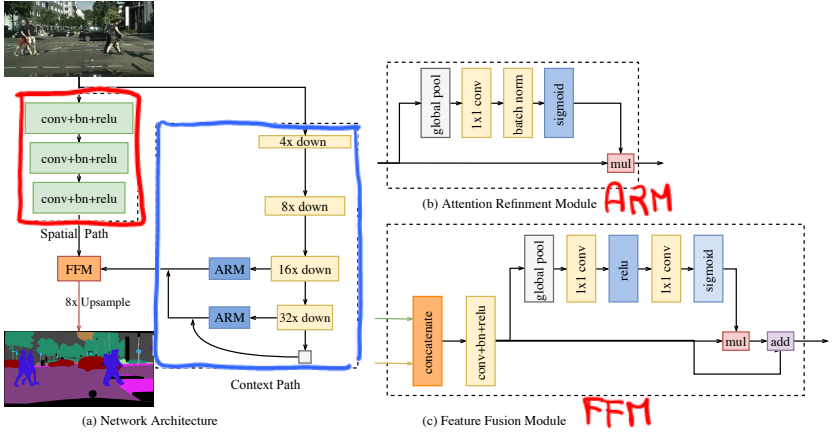 conv+bn+relu
conv+bn+relu
conv+bn+relu
Spatial Path
FFM
8x Upsample
4x down
8x down
ARM
16x down
ARM
32x down
Context Path
(a) Network Architecture
global pool
1x1 conv
batch norm
sigmoid
mul
(b) Attention Refinment Module
ARM
concatenate
conv+bn+relu
global pool
1x1 conv
relu
1x1 conv
sigmoid
mul
add
(c) Feature Fusion Module
FFM